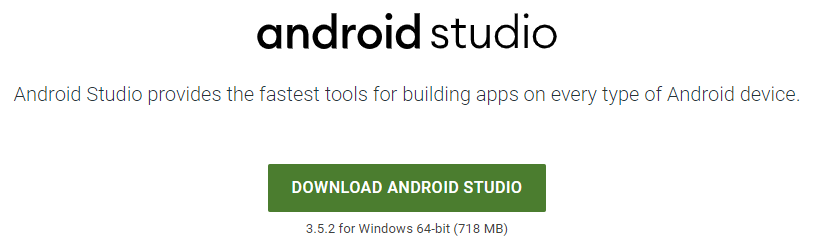 android studio
Android Studio provides the fastest tools for building apps on every type of Android device.
DOWNLOAD ANDROID STUDIO
3.5.2 for Windows 64-bit (718 MB)